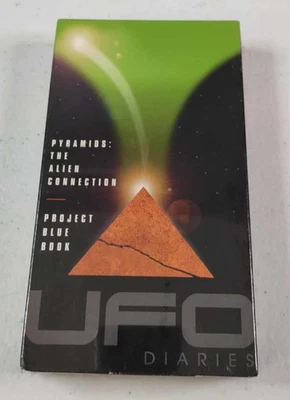 PYRAMIDS:
THE
ALIEN
CONNECTION
PROJECT
BLUE
BOOK
UFO
DIARIES